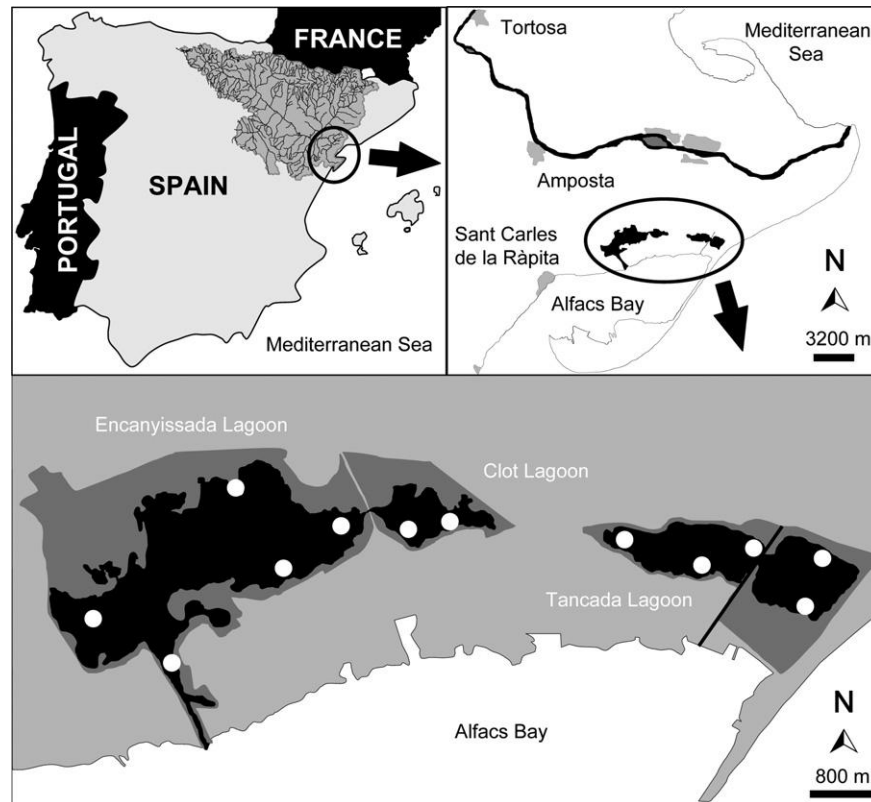 FRANCE
PORTUGAL
SPAIN
Mediterranean Sea
Tortosa
Mediterranean
Sea
Amposta
Sant Carles
de la Ràpita
Alfacs Bay
N
3200 m
Encanyissada Lagoon
Clot Lagoon
Tancada Lagoon
Alfacs Bay
N
800 m